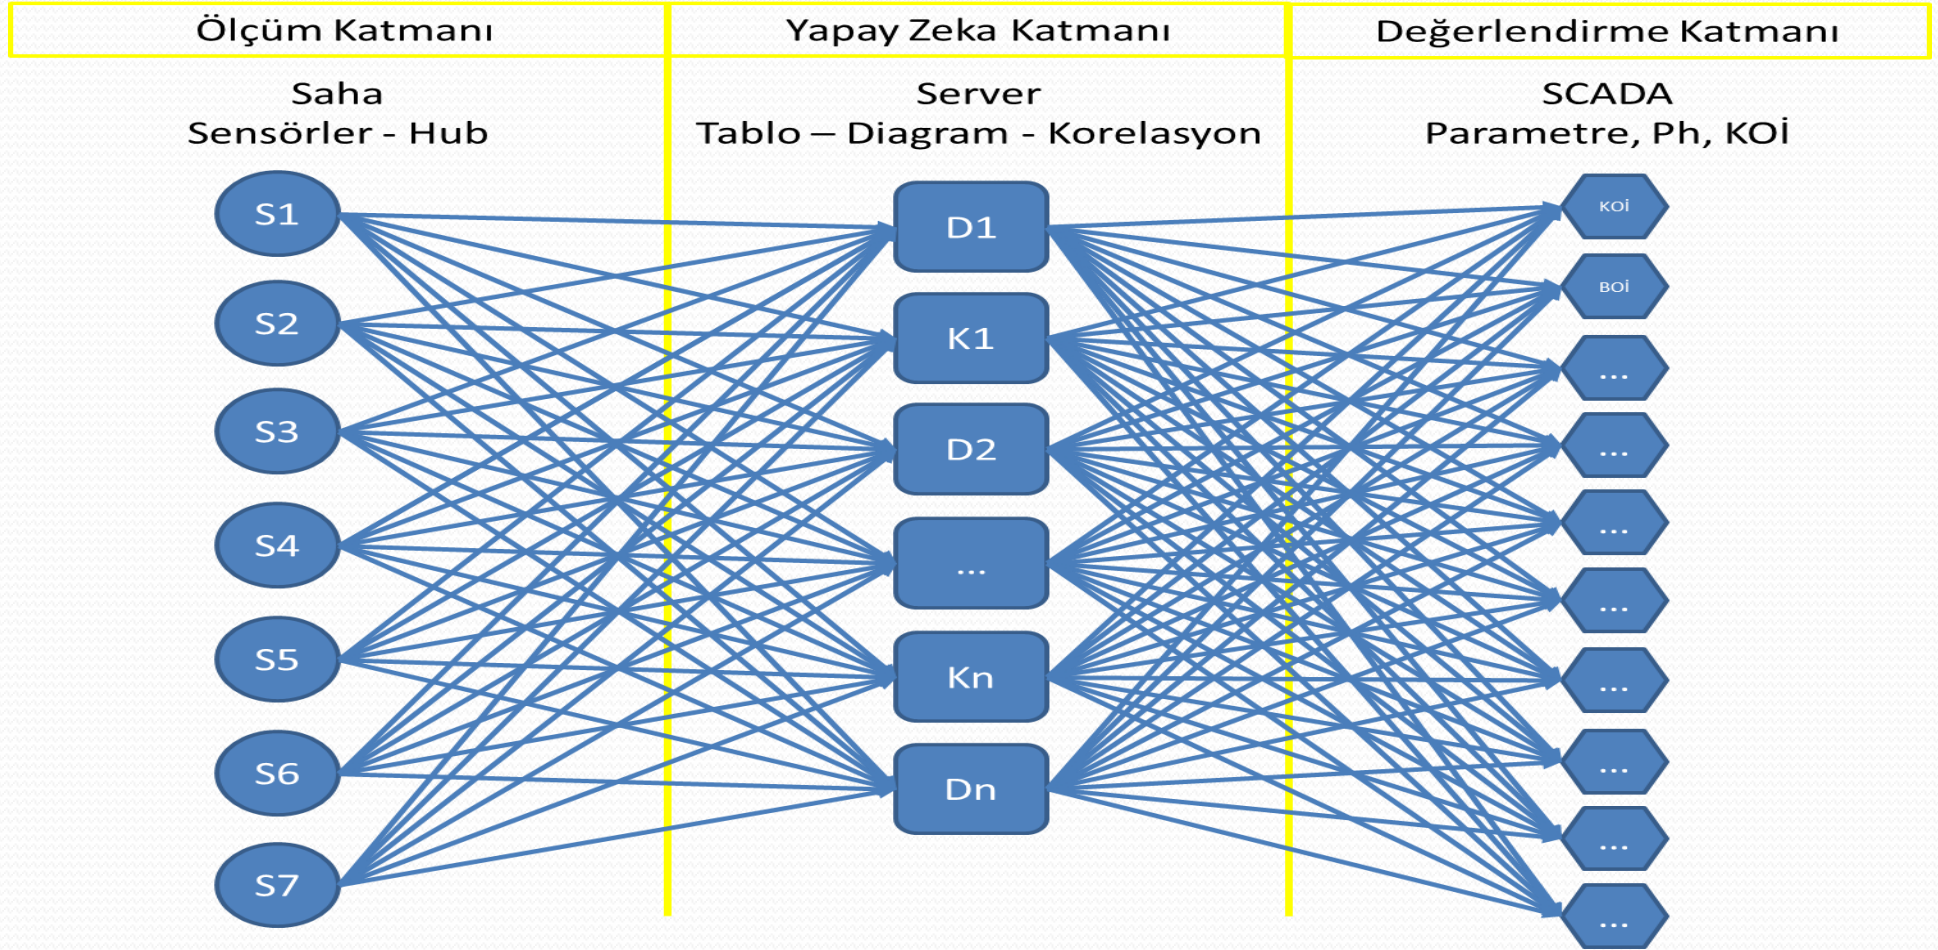 Ölçüm Katmanı
Yapay Zeka Katmanı
Değerlendirme Katmanı
Saha
Sensörler - Hub
Server
Tablo – Diagram - Korelasyon
SCADA
Parametre, Ph, KOİ
S1
S2
S3
S4
S5
S6
S7
D1
K1
D2
...
Kn
Dn
KOİ
BOİ
...
...
...
...
...
...
...
...